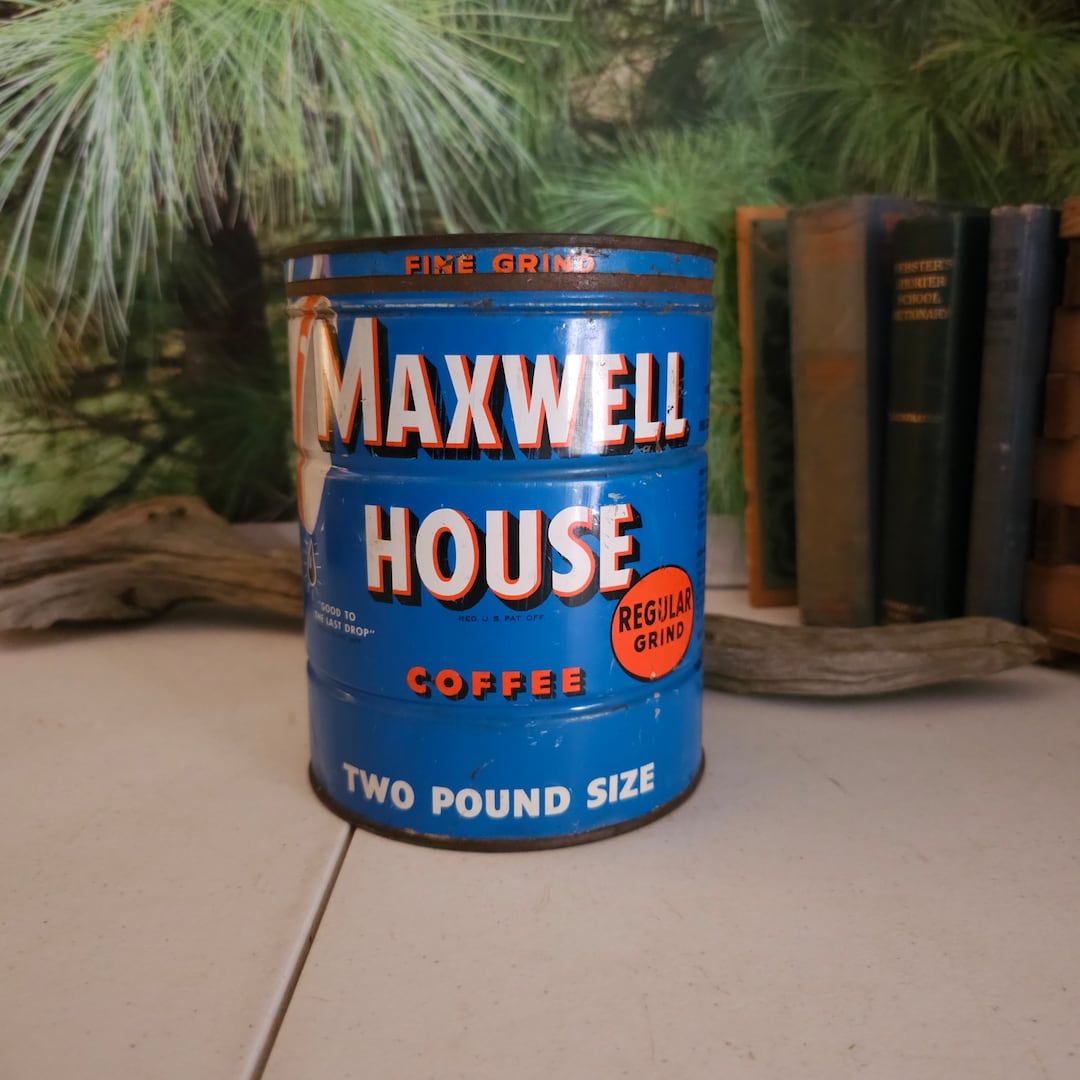 FINE GRIND
MAXWELL
HOUSE
REG. U. S. PAT. OFF.
"GOOD TO
THE LAST DROP"
REGULAR
GRIND
COFFEE
TWO POUND SIZE
WEBSTER'S
SHORTER
SCHOOL
DICTIONARY